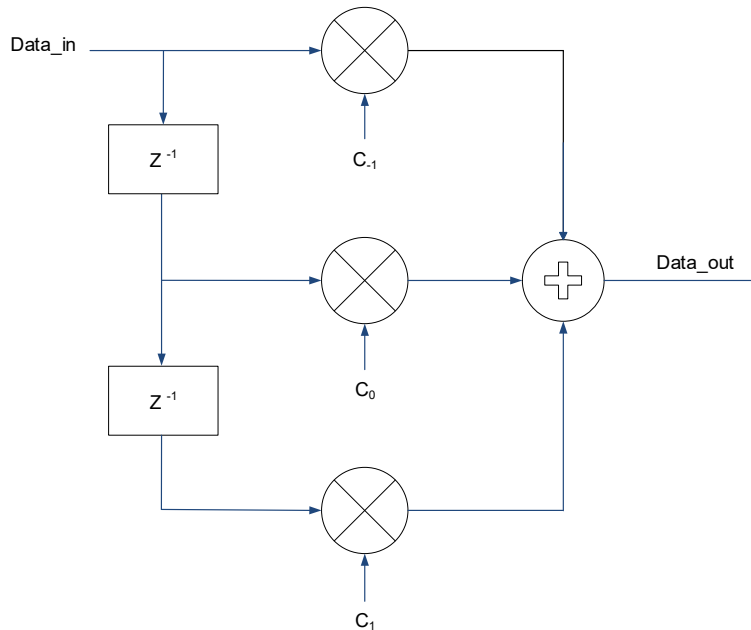 Data_in
Z⁻¹
C₋₁
Data_out
C₀
Z⁻¹
C₁